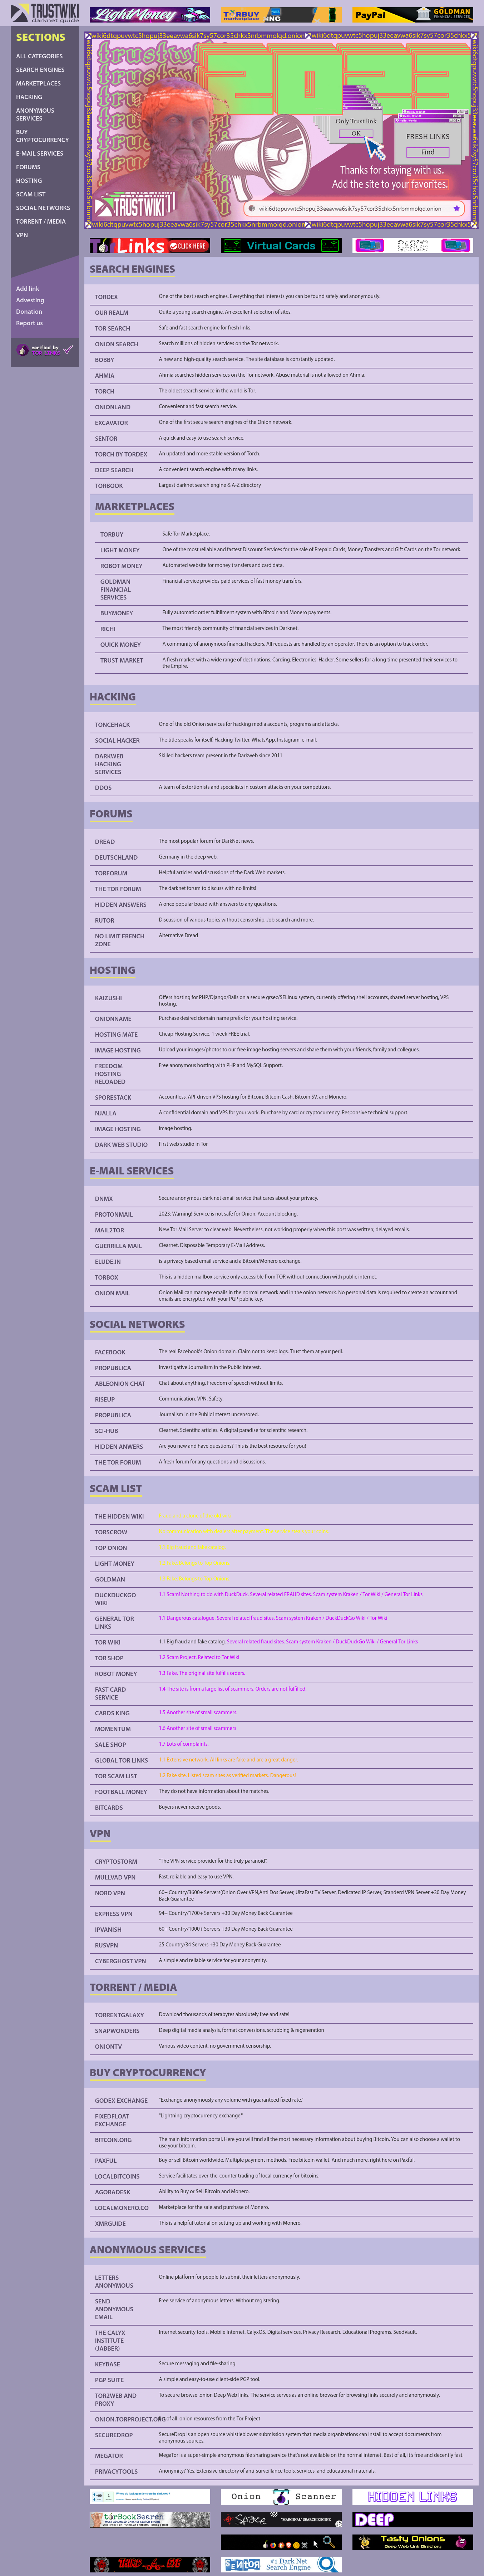 TRUSTWIKI
darknet guide
LightMoney
TORBUY
marketplace
PayPal
GOLDMAN
FINANCIAL SERVICES
SECTIONS
ALL CATEGORIES
SEARCH ENGINES
MARKETPLACES
HACKING
ANONYMOUS
SERVICES
BUY
CRYPTOCURRENCY
E-MAIL SERVICES
FORUMS
HOSTING
SCAM LIST
SOCIAL NETWORKS
TORRENT / MEDIA
VPN
Add link
Advesting
Donation
Report us
verified by
TOR LINKS
Only Trust link
OK
FRESH LINKS
Find
Thanks for staying with us.
Add the site to your favorites.
TRUSTWIKI
Links
CLICK HERE
Virtual Cards
SEARCH ENGINES
TORDEX One of the best search engines. Everything that interests you can be found safely and anonymously.
OUR REALM Quite a young search engine. An excellent selection of sites.
TOR SEARCH Safe and fast search engine for fresh links.
ONION SEARCH Search millions of hidden services on the Tor network.
BOBBY A new and high-quality search service. The site database is constantly updated.
AHMIA Ahmia searches hidden services on the Tor network. Abuse material is not allowed on Ahmia.
TORCH The oldest search service in the world is Tor.
ONIONLAND Convenient and fast search service.
EXCAVATOR One of the first secure search engines of the Onion network.
SENTOR A quick and easy to use search service.
TORCH BY TORDEX An updated and more stable version of Torch.
DEEP SEARCH A convenient search engine with many links.
TORBOOK Largest darknet search engine & A-Z directory
MARKETPLACES
TORBUY Safe Tor Marketplace.
LIGHT MONEY One of the most reliable and fastest Discount Services for the sale of Prepaid Cards, Money Transfers and Gift Cards on the Tor network.
ROBOT MONEY Automated website for money transfers and card data.
GOLDMAN Financial service provides paid services of fast money transfers.
FINANCIAL
SERVICES
BUYMONEY Fully automatic order fulfillment system with Bitcoin and Monero payments.
RICHI The most friendly community of financial services in Darknet.
QUICK MONEY A community of anonymous financial hackers. All requests are handled by an operator. There is an option to track order.
TRUST MARKET A fresh market with a wide range of destinations. Carding. Electronics. Hacker. Some sellers for a long time presented their services to
the Empire.
HACKING
TONCEHACK One of the old Onion services for hacking media accounts, programs and attacks.
SOCIAL HACKER The title speaks for itself. Hacking Twitter. WhatsApp. Instagram, e-mail.
DARKWEB Skilled hackers team present in the Darkweb since 2011
HACKING
SERVICES
DDOS A team of extortionists and specialists in custom attacks on your competitors.
FORUMS
DREAD The most popular forum for DarkNet news.
DEUTSCHLAND Germany in the deep web.
TORFORUM Helpful articles and discussions of the Dark Web markets.
THE TOR FORUM The darknet forum to discuss with no limits!
HIDDEN ANSWERS A once popular board with answers to any questions.
RUTOR Discussion of various topics without censorship. Job search and more.
NO LIMIT FRENCH Alternative Dread
ZONE
HOSTING
KAIZUSHI Offers hosting for PHP/Django/Rails on a secure grsec/SELinux system, currently offering shell accounts, shared server hosting, VPS
hosting.
ONIONNAME Purchase desired domain name prefix for your hosting service.
HOSTING MATE Cheap Hosting Service. 1 week FREE trial.
IMAGE HOSTING Upload your images/photos to our free image hosting servers and share them with your friends, family,and collegues.
FREEDOM Free anonymous hosting with PHP and MySQL Support.
HOSTING
RELOADED
SPORESTACK Accountless, API-driven VPS hosting for Bitcoin, Bitcoin Cash, Bitcoin SV, and Monero.
NJALLA A confidential domain and VPS for your work. Purchase by card or cryptocurrency. Responsive technical support.
IMAGE HOSTING image hosting.
DARK WEB STUDIO First web studio in Tor
E-MAIL SERVICES
DNMX Secure anonymous dark net email service that cares about your privacy.
PROTONMAIL 2023: Warning! Service is not safe for Onion. Account blocking.
MAIL2TOR New Tor Mail Server to clear web. Nevertheless, not working properly when this post was written; delayed emails.
GUERRILLA MAIL Clearnet. Disposable Temporary E-Mail Address.
ELUDE.IN is a privacy based email service and a Bitcoin/Monero exchange.
TORBOX This is a hidden mailbox service only accessible from TOR without connection with public internet.
ONION MAIL Onion Mail can manage emails in the normal network and in the onion network. No personal data is required to create an account and
emails are encrypted with your PGP public key.
SOCIAL NETWORKS
FACEBOOK The real Facebook's Onion domain. Claim not to keep logs. Trust them at your peril.
PROPUBLICA Investigative Journalism in the Public Interest.
ABLEONION CHAT Chat about anything. Freedom of speech without limits.
RISEUP Communication, VPN. Safety,
PROPUBLICA Journalism in the Public Interest uncensored.
SCI-HUB Clearnet. Scientific articles. A digital paradise for scientific research.
HIDDEN ANWERS Are you new and have questions? This is the best resource for you!
THE TOR FORUM A fresh forum for any questions and discussions.
SCAM LIST
THE HIDDEN WIKI
TORSCROW
TOP ONION
LIGHT MONEY
GOLDMAN
DUCKDUCKGO 1.1 Scam! Nothing to do with DuckDuck. Several related FRAUD sites. Scam system Kraken / Tor Wiki / General Tor Links
WIKI
GENERAL TOR 1.1 Dangerous catalogue. Several related fraud sites. Scam system Kraken / DuckDuckGo Wiki / Tor Wiki
LINKS
TOR WIKI 1.1 Big fraud and fake catalog. Several related fraud sites. Scam system Kraken / DuckDuckGo Wiki / General Tor Links
TOR SHOP 1.2 Scam Project. Related to Tor Wiki
ROBOT MONEY 1.3 Fake. The original site fulfills orders.
FAST CARD 1.4 The site is from a large list of scammers. Orders are not fulfilled.
SERVICE
CARDS KING 1.5 Another site of small scammers.
MOMENTUM 1.6 Another site of small scammers
SALE SHOP 1.7 Lots of complaints.
GLOBAL TOR LINKS
TOR SCAM LIST
FOOTBALL MONEY They do not have information about the matches.
BITCARDS Buyers never receive goods.
VPN
CRYPTOSTORM "The VPN service provider for the truly paranoid".
MULLVAD VPN Fast, reliable and easy to use VPN.
NORD VPN 60+ Country/3600+ ServersOnion Over VPN,Anti Dos Server, UltaFast TV Server, Dedicated IP Server, Standerd VPN Server +30 Day Money
Back Guarantee
EXPRESS VPN 94+ Country/1700+ Servers +30 Day Money Back Guarantee
IPVANISH 60+ Country/1000+ Servers +30 Day Money Back Guarantee
RUSVPN 25 Country/34 Servers +30 Day Money Back Guarantee
CYBERGHOST VPN A simple and reliable service for your anonymity.
TORRENT / MEDIA
TORRENTGALAXY Download thousands of terabytes absolutely free and safe!
SNAPWONDERS Deep digital media analysis, format conversions, scrubbing & regeneration
ONIONTV Various video content, no government censorship.
BUY CRYPTOCURRENCY
GODEX EXCHANGE "Exchange anonymously any volume with guaranteed fixed rate."
FIXEDFLOAT "Lightning cryptocurrency exchange."
EXCHANGE
BITCOIN.ORG The main information portal. Here you will find all the most necessary information about buying Bitcoin. You can also choose a wallet to
use your bitcoin.
PAXFUL Buy or sell Bitcoin worldwide. Multiple payment methods. Free bitcoin wallet. And much more, right here on Paxful.
LOCALBITCOINS Service facilitates over-the-counter trading of local currency for bitcoins.
AGORADESK Ability to Buy or Sell Bitcoin and Monero.
LOCALMONERO.CO Marketplace for the sale and purchase of Monero.
XMRGUIDE This is a helpful tutorial on setting up and working with Monero.
ANONYMOUS SERVICES
LETTERS Online platform for people to submit their letters anonymously.
ANONYMOUS
SEND Free service of anonymous letters. Without registering.
ANONYMOUS
EMAIL
THE CALYX Internet security tools. Mobile Internet. CalyxOS. Digital services. Privacy Research. Educational Programs. SeedVault.
INSTITUTE
(JABBER)
KEYBASE Secure messaging and file-sharing.
PGP SUITE A simple and easy-to-use client-side PGP tool.
TOR2WEB AND To secure browse .onion Deep Web links. The service serves as an online browser for browsing links securely and anonymously.
PROXY
ONION.TORPROJECT.ORG of all .onion resources from the Tor Project
SECUREDROP SecureDrop is an open source whistleblower submission system that media organizations can install to accept documents from
anonymous sources.
MEGATOR MegaTor is a super-simple anonymous file sharing service that's not available on the normal internet. Best of all, it's free and decently fast.
PRIVACYTOOLS Anonymity? Yes. Extensive directory of anti-surveillance tools, services, and educational materials.
Onion Scanner
HIDDEN LINKS
torBookSearch
Space
DEEP
Tasty Onions
Deep Web Link Directory
SENTOR
#1 Dark Net
Search Engine